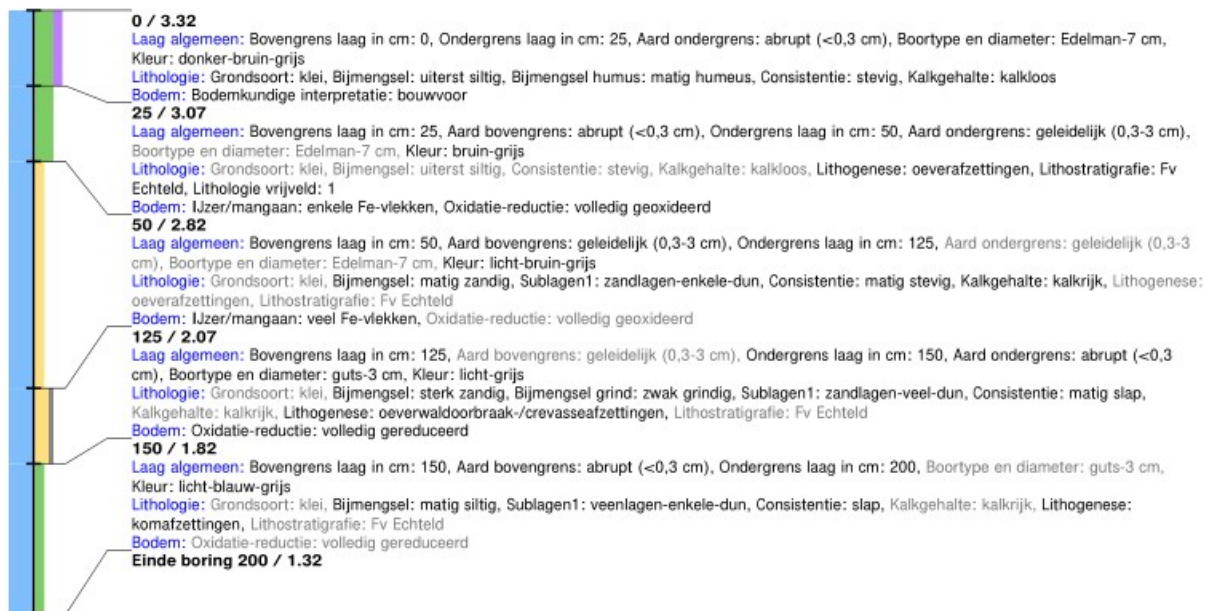 0 / 3.32
Laag algemeen: Bovengrens laag in cm: 0, Ondergrens laag in cm: 25, Aard ondergrens: abrupt (<0,3 cm), Boortype en diameter: Edelman-7 cm,
Kleur: donker-bruin-grijs
Lithologie: Grondsoort: klei, Bijmengsel: uiterst siltig, Bijmengsel humus: matig humeus, Consistentie: stevig, Kalkgehalte: kalkloos
Bodem: Bodemkundige interpretatie: bouwvoor
25 / 3.07
Laag algemeen: Bovengrens laag in cm: 25, Aard bovengrens: abrupt (<0,3 cm), Ondergrens laag in cm: 50, Aard ondergrens: geleidelijk (0,3-3 cm),
Boortype en diameter: Edelman-7 cm, Kleur: bruin-grijs
Lithologie: Grondsoort: klei, Bijmengsel: uiterst siltig, Consistentie: stevig, Kalkgehalte: kalkloos, Lithogenese: oeverafzettingen, Lithostratigrafie: Fv
Echteld, Lithologie vrijveld: 1
Bodem: IJzer/mangaan: enkele Fe-vlekken, Oxidatie-reductie: volledig geoxideerd
50 / 2.82
Laag algemeen: Bovengrens laag in cm: 50, Aard bovengrens: geleidelijk (0,3-3 cm), Ondergrens laag in cm: 125, Aard ondergrens: geleidelijk (0,3-3
cm), Boortype en diameter: Edelman-7 cm, Kleur: licht-bruin-grijs
Lithologie: Grondsoort: klei, Bijmengsel: matig zandig, Sublagen1: zandlagen-enkele-dun, Consistentie: matig stevig, Kalkgehalte: kalkrijk, Lithogenese:
oeverafzettingen, Lithostratigrafie: Fv Echteld
Bodem: IJzer/mangaan: veel Fe-vlekken, Oxidatie-reductie: volledig geoxideerd
125 / 2.07
Laag algemeen: Bovengrens laag in cm: 125, Aard bovengrens: geleidelijk (0,3-3 cm), Ondergrens laag in cm: 150, Aard ondergrens: abrupt (<0,3
cm), Boortype en diameter: guts-3 cm, Kleur: licht-grijs
Lithologie: Grondsoort: klei, Bijmengsel: sterk zandig, Bijmengsel grind: zwak grindig, Sublagen1: zandlagen-veel-dun, Consistentie: matig slap,
Kalkgehalte: kalkrijk, Lithogenese: oeverwaldoorbraak-/crevasseafzettingen, Lithostratigrafie: Fv Echteld
Bodem: Oxidatie-reductie: volledig gereduceerd
150 / 1.82
Laag algemeen: Bovengrens laag in cm: 150, Aard bovengrens: abrupt (<0,3 cm), Ondergrens laag in cm: 200, Boortype en diameter: guts-3 cm,
Kleur: licht-blauw-grijs
Lithologie: Grondsoort: klei, Bijmengsel: matig siltig, Sublagen1: veenlagen-enkele-dun, Consistentie: slap, Kalkgehalte: kalkrijk, Lithogenese:
komafzettingen, Lithostratigrafie: Fv Echteld
Bodem: Oxidatie-reductie: volledig gereduceerd
Einde boring 200 / 1.32